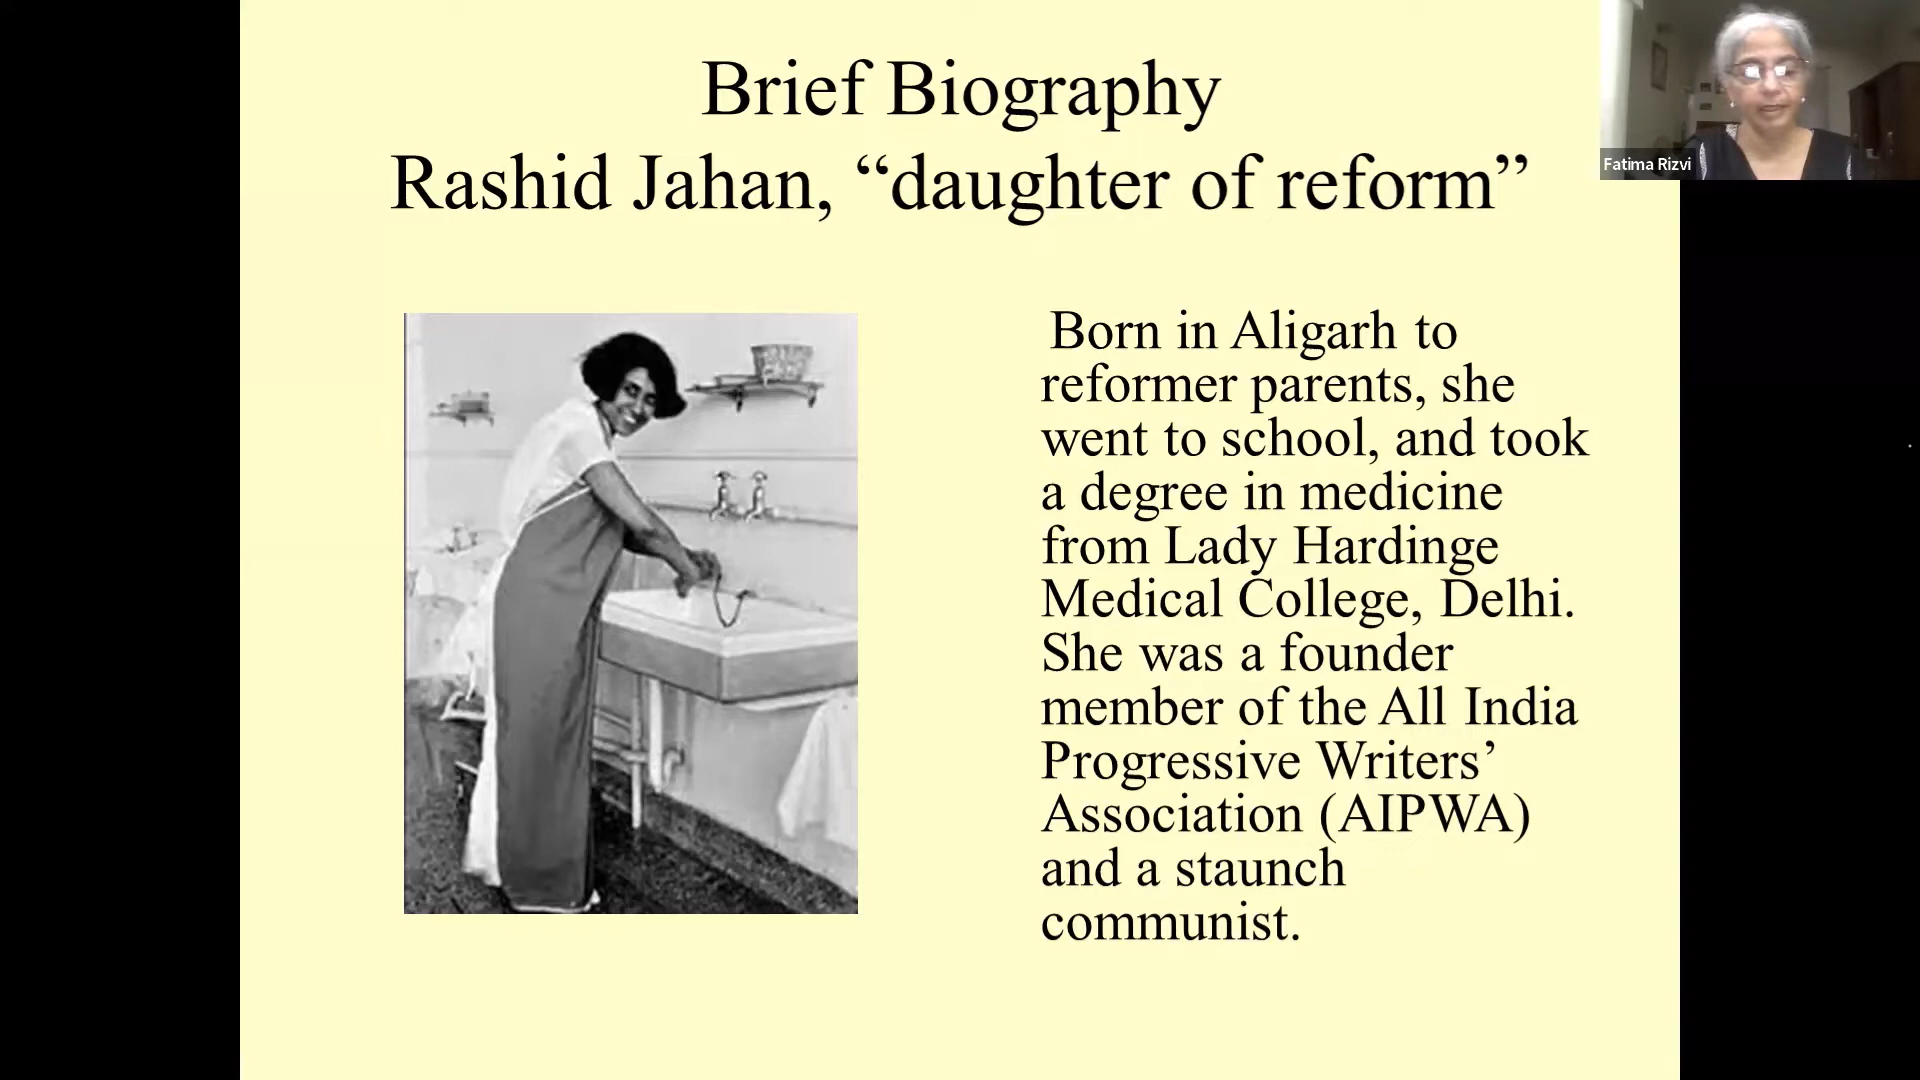 Brief Biography
Rashid Jahan, “daughter of reform”
Fatima Rizvi
Born in Aligarh to
reformer parents, she
went to school, and took
a degree in medicine
from Lady Hardinge
Medical College, Delhi.
She was a founder
member of the All India
Progressive Writers’
Association (AIPWA)
and a staunch
communist.